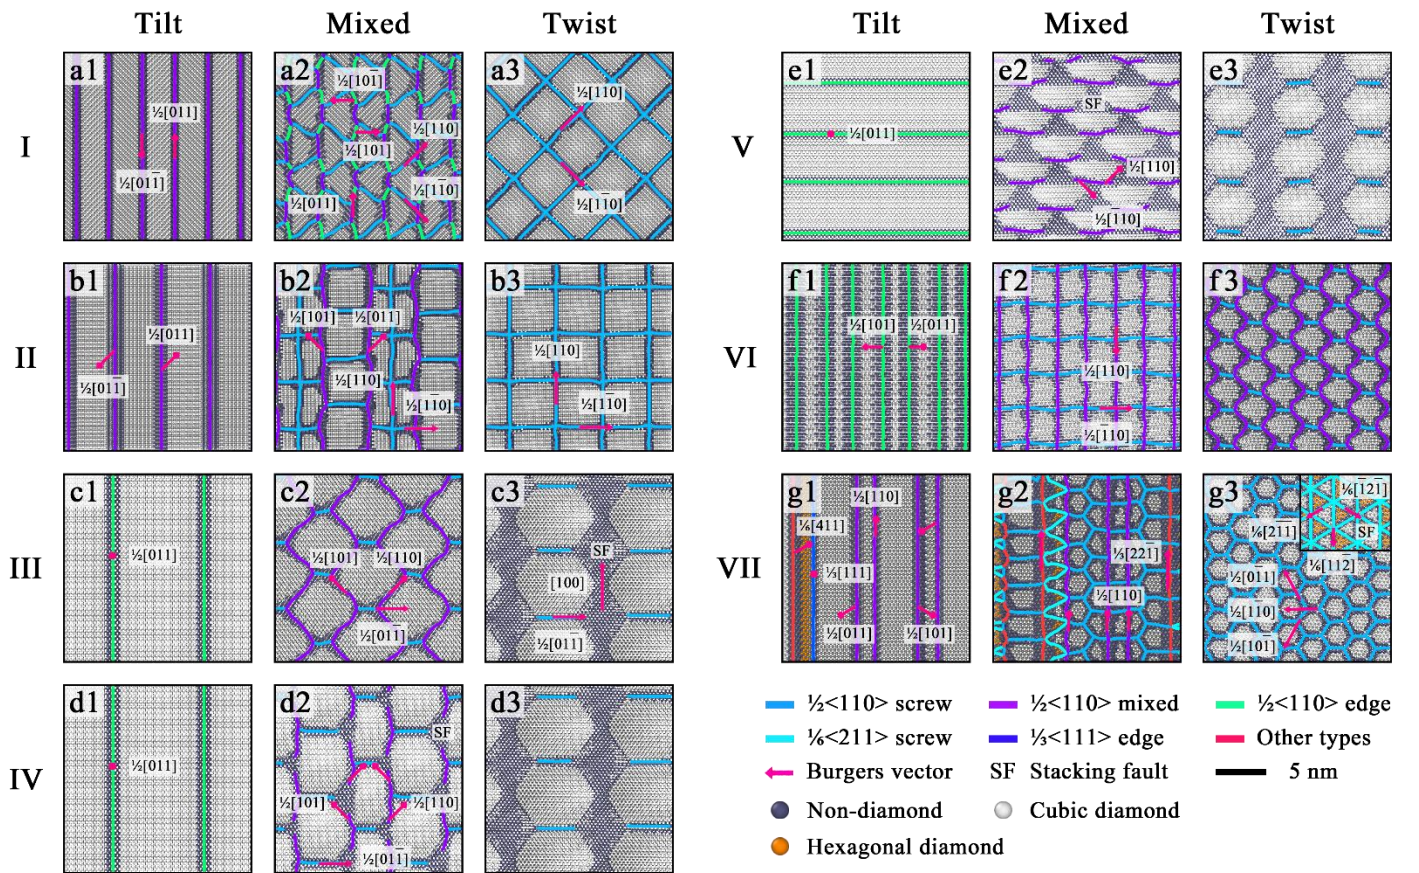 Tilt Mixed Twist Tilt Mixed Twist
I
a1
½[011]
½[011̅]
a2
½[101̅]
½[110]
½[101]
½[011]
½[11̅0]
a3
½[110]
½[11̅0]
V
e1
½[011]
e2
SF
½[110]
½[1̅10]
e3
II
b1
½[011]
½[011̅]
b2
½[101]
½[011]
½[110]
½[11̅0]
b3
½[110]
½[11̅0]
VI
f1
½[101]
½[011]
f2
½[110]
½[1̅10]
f3
III
c1
½[011]
c2
½[101]
½[110]
½[011̅]
c3
SF
[100]
½[011̅]
VII
g1
½[110]
⅙[411]
⅓[111]
½[011]
½[101]
g2
⅓[221̅]
½[110]
g3
⅙[1̅21̅]
⅙[21̅1̅]
SF
⅙[112̅]
½[01̅1]
½[11̅0]
½[101̅]
IV
d1
½[011]
d2
SF
½[101]
½[110]
½[011̅]
d3
½<110> screw ½<110> mixed ½<110> edge
⅙<211> screw ⅓<111> edge Other types
Burgers vector SF Stacking fault 5 nm
Non-diamond Cubic diamond
Hexagonal diamond